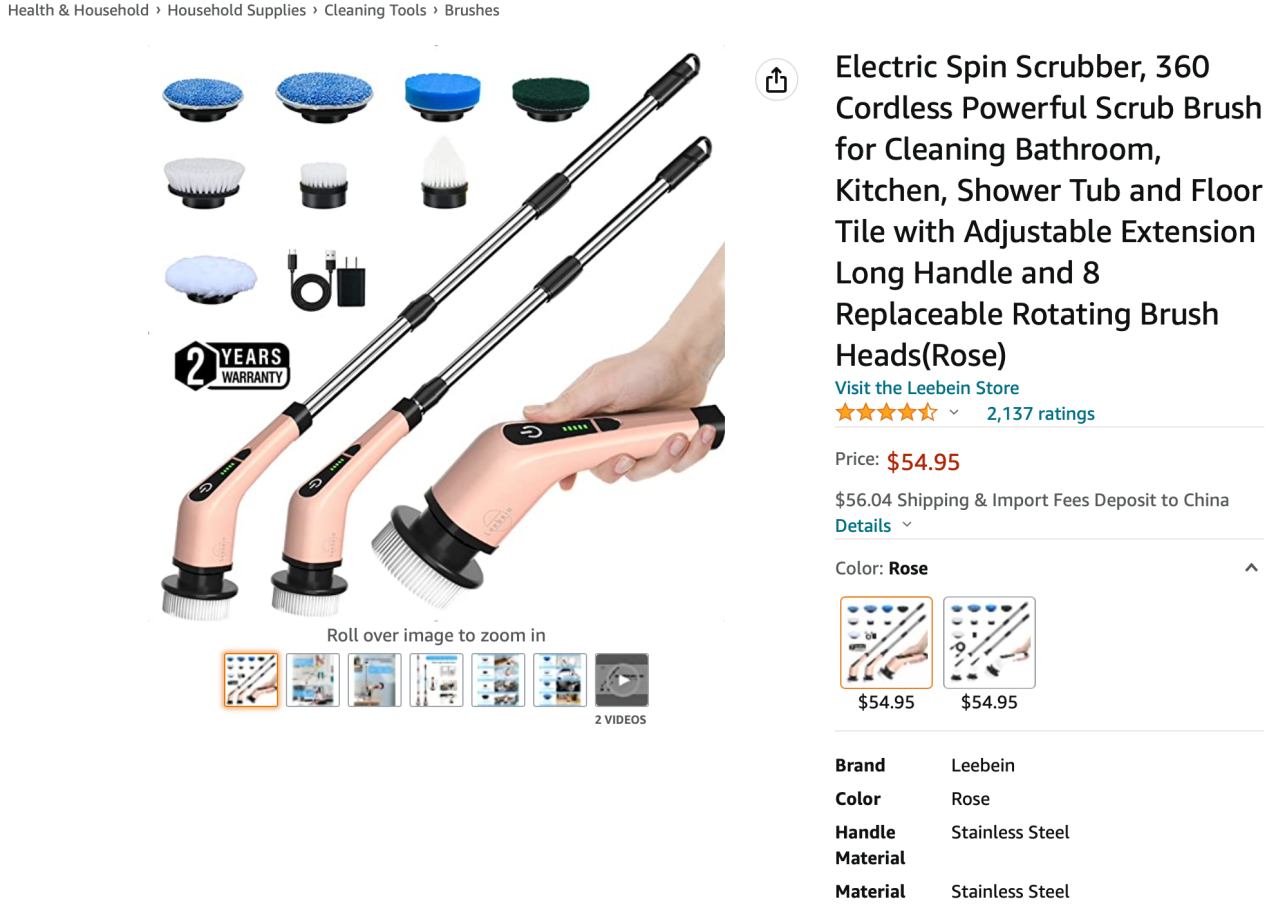 Health & Household › Household Supplies › Cleaning Tools › Brushes
2 YEARS
WARRANTY
Roll over image to zoom in
2 VIDEOS
Electric Spin Scrubber, 360
Cordless Powerful Scrub Brush
for Cleaning Bathroom,
Kitchen, Shower Tub and Floor
Tile with Adjustable Extension
Long Handle and 8
Replaceable Rotating Brush
Heads(Rose)
Visit the Leebein Store
2,137 ratings
Price: $54.95
$56.04 Shipping & Import Fees Deposit to China
Details
Color: Rose
$54.95 $54.95
Brand Leebein
Color Rose
Handle Material Stainless Steel
Material Stainless Steel